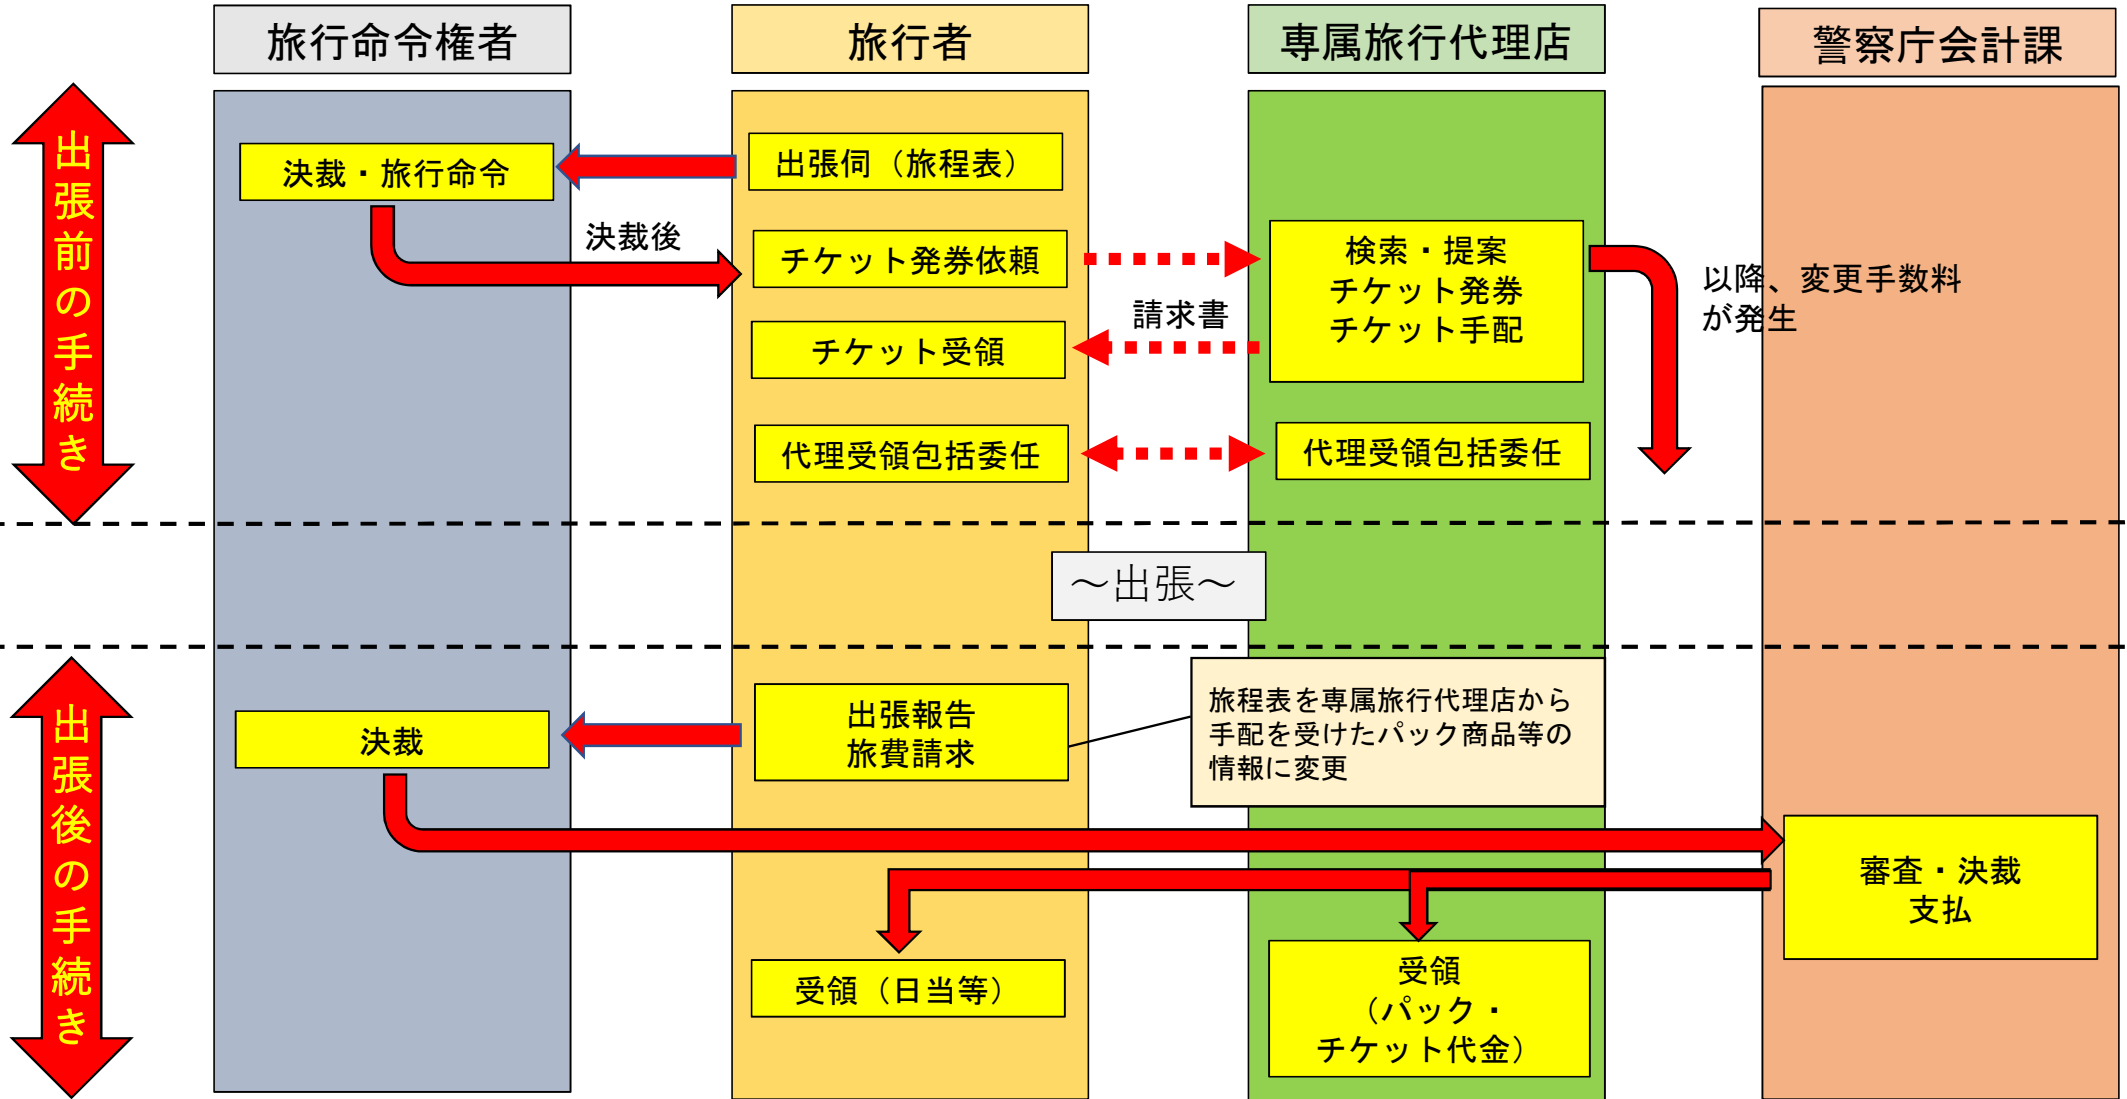 旅行命令権者
旅行者
専属旅行代理店
警察庁会計課
出張前の手続き
決裁・旅行命令
出張伺（旅程表）
決裁後
チケット発券依頼
検索・提案
チケット発券
チケット手配
以降、変更手数料
が発生
請求書
チケット受領
代理受領包括委任
代理受領包括委任
～出張～
出張後の手続き
決裁
出張報告
旅費請求
旅程表を専属旅行代理店から
手配を受けたパック商品等の
情報に変更
審査・決裁
支払
受領（日当等）
受領
（パック・
チケット代金）